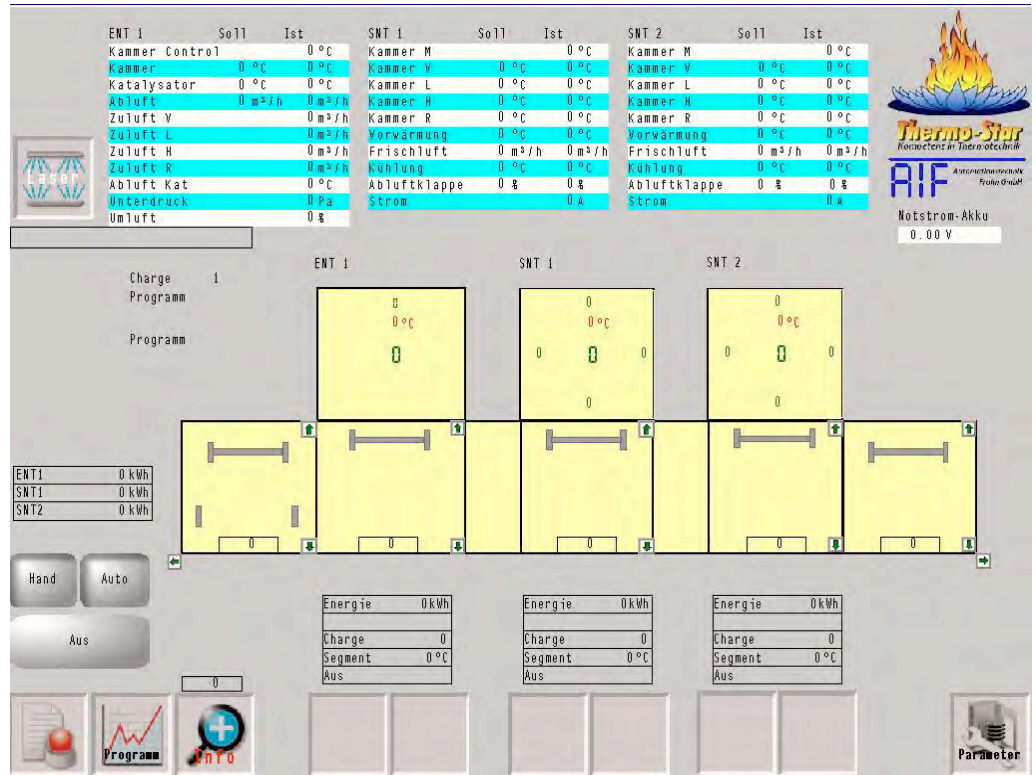 ENT 1 Soll Ist
Kammer Control 0 °C
Kammer 0 °C 0 °C
Katalysator 0 °C 0 °C
Abluft 0 m³/h 0 m³/h
Zuluft V 0 m³/h
Zuluft L 0 m³/h
Zuluft H 0 m³/h
Zuluft R 0 m³/h
Abluft Kat 0 °C
Unterdruck 0 Pa
Umluft 0 %
SNT 1 Soll Ist
Kammer M 0 °C
Kammer V 0 °C 0 °C
Kammer L 0 °C 0 °C
Kammer H 0 °C 0 °C
Kammer R 0 °C 0 °C
Vorwärmung 0 °C 0 °C
Frischluft 0 m³/h 0 m³/h
Kühlung 0 °C 0 °C
Abluftklappe 0 % 0 %
Strom 0 A
SNT 2 Soll Ist
Kammer M 0 °C
Kammer V 0 °C 0 °C
Kammer L 0 °C 0 °C
Kammer H 0 °C 0 °C
Kammer R 0 °C 0 °C
Vorwärmung 0 °C 0 °C
Frischluft 0 m³/h 0 m³/h
Kühlung 0 °C 0 °C
Abluftklappe 0 % 0 %
Strom 0 A
Thermo-Star
Kompetenz in Thermotechnik
AIF Automationstechnik
Frohn GmbH
Notstrom-Akku
0.00 V
Laser
Charge 1
Programm
Programm
ENT 1
0
0 °C
0
SNT 1
0
0 °C
0 0 0
0
SNT 2
0
0 °C
0 0 0
0
ENT1 0 kWh
SNT1 0 kWh
SNT2 0 kWh
0 0 0 0 0
Hand Auto
Aus
Energie 0 kWh
Charge 0
Segment 0 °C
Aus
Energie 0 kWh
Charge 0
Segment 0 °C
Aus
Energie 0 kWh
Charge 0
Segment 0 °C
Aus
0
Programm
Info
Parameter